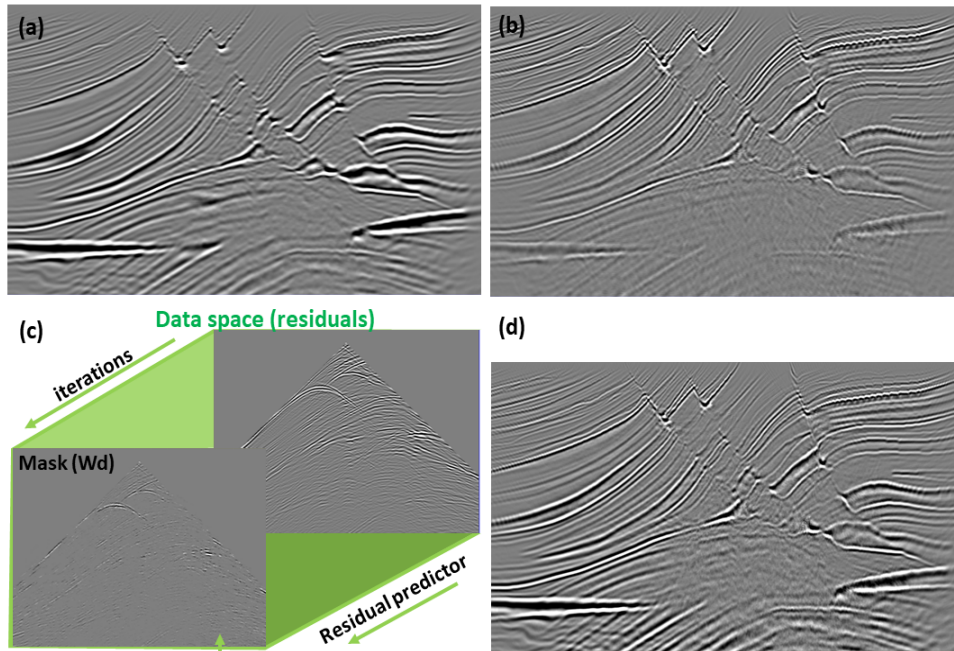 (a)
(b)
(c)
Data space (residuals)
iterations
Mask (Wd)
Residual predictor
(d)